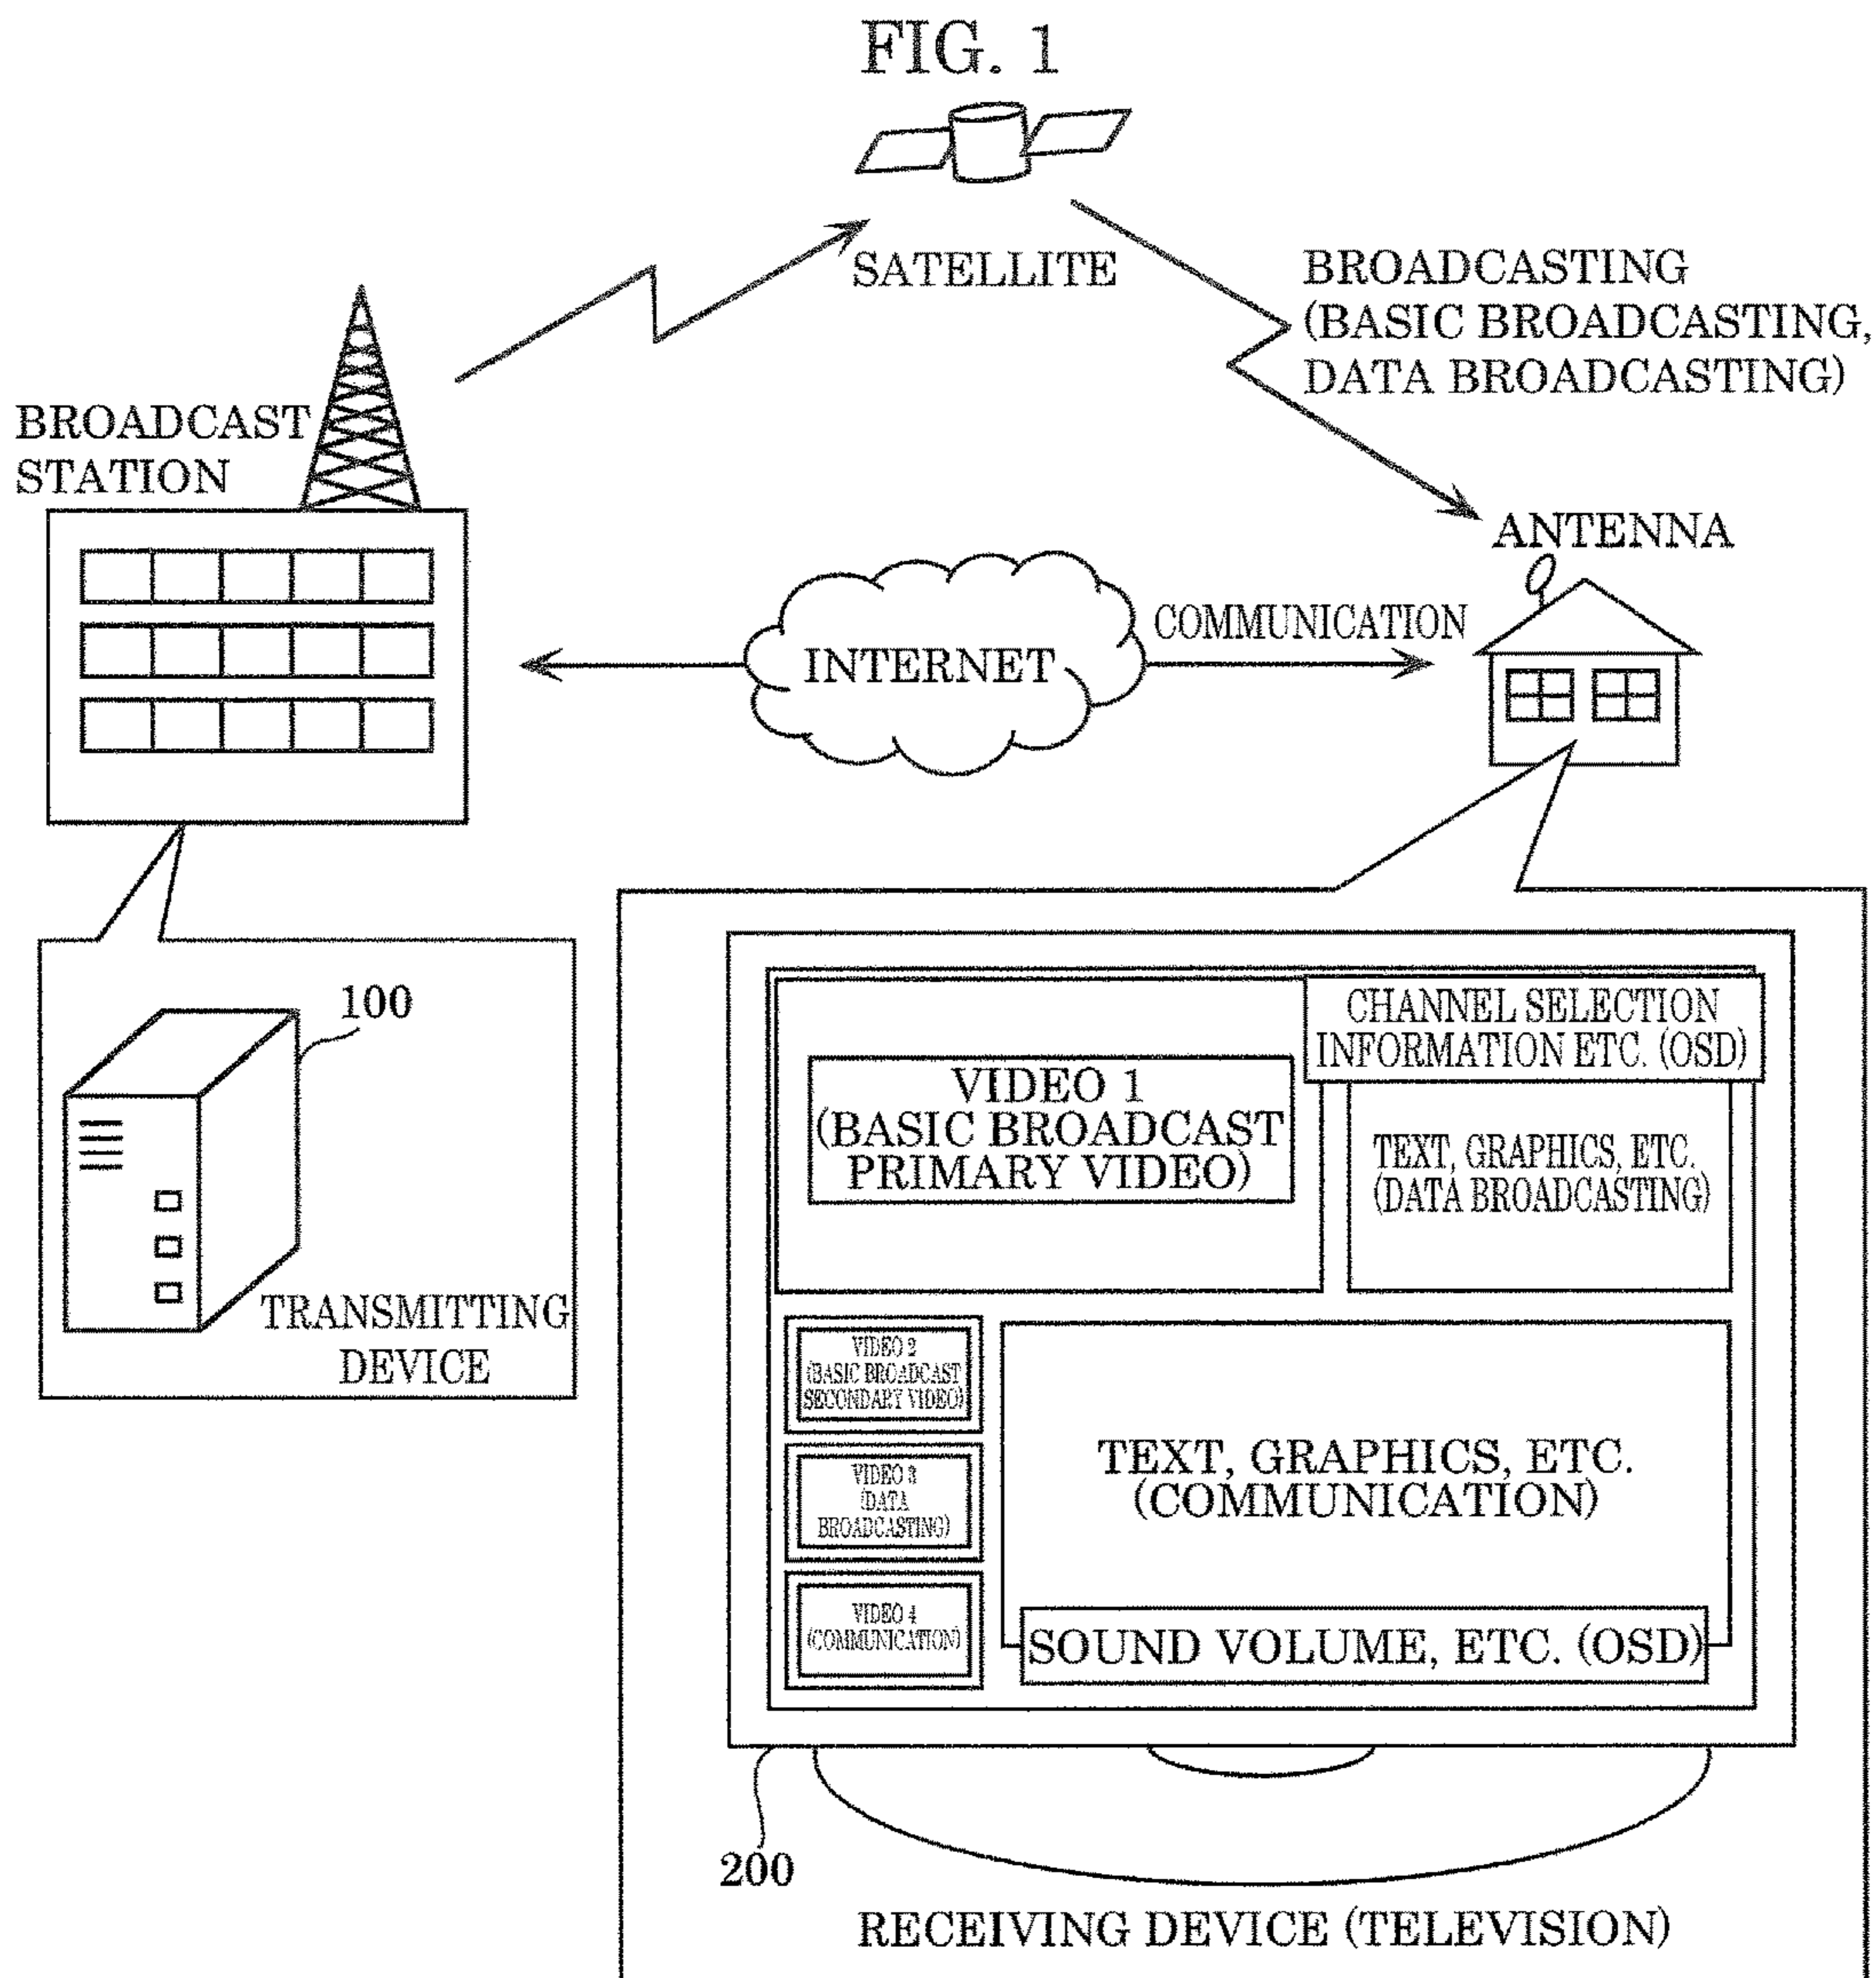 FIG. 1
SATELLITE
BROADCASTING
(BASIC BROADCASTING,
DATA BROADCASTING)
BROADCAST
STATION
ANTENNA
COMMUNICATION
INTERNET
100
TRANSMITTING
DEVICE
CHANNEL SELECTION
INFORMATION ETC. (OSD)
VIDEO 1
(BASIC BROADCAST
PRIMARY VIDEO)
TEXT, GRAPHICS, ETC.
(DATA BROADCASTING)
VIDEO 2
(BASIC BROADCAST
SECONDARY VIDEO)
VIDEO 3
(DATA
BROADCASTING)
VIDEO 4
(COMMUNICATION)
TEXT, GRAPHICS, ETC.
(COMMUNICATION)
SOUND VOLUME, ETC. (OSD)
200
RECEIVING DEVICE (TELEVISION)